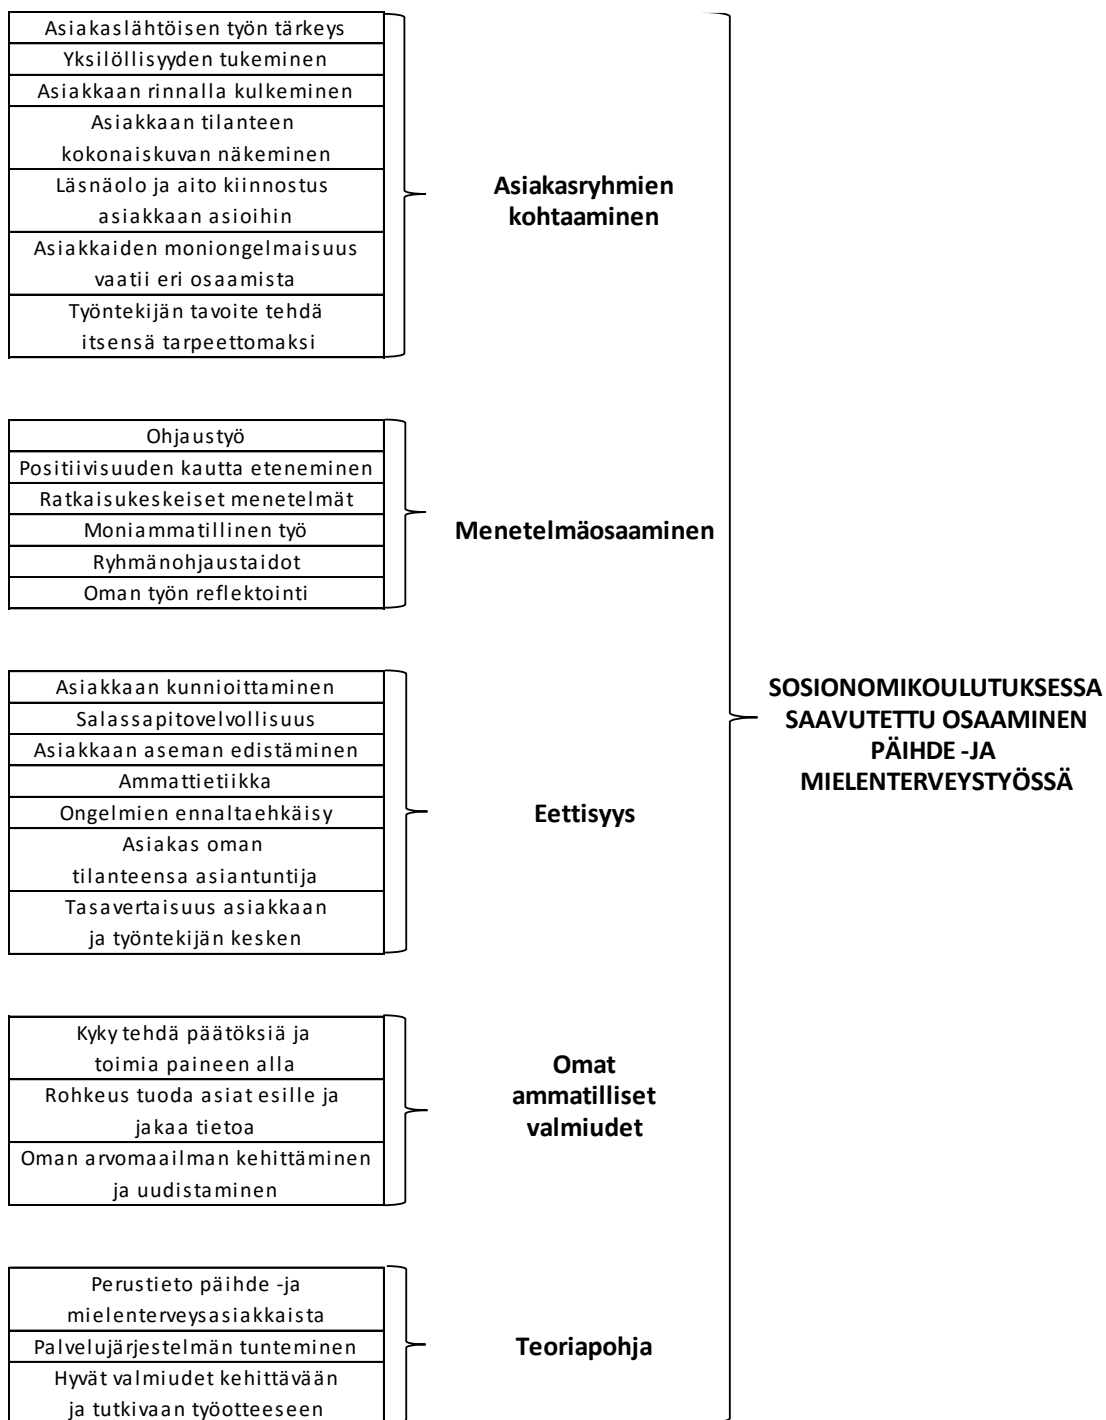 Asiakaslähtöisen työn tärkeys
Yksilöllisyyden tukeminen
Asiakkaan rinnalla kulkeminen
Asiakkaan tilanteen
kokonaiskuvan näkeminen
Läsnäolo ja aito kiinnostus
asiakkaan asioihin
Asiakkaiden moniongelmaisuus
vaatii eri osaamista
Työntekijän tavoite tehdä
itsensä tarpeettomaksi
Asiakasryhmien
kohtaaminen
Ohjaustyö
Positiivisuuden kautta eteneminen
Ratkaisukeskeiset menetelmät
Moniammatillinen työ
Ryhmänohjaustaidot
Oman työn reflektointi
Menetelmäosaaminen
Asiakkaan kunnioittaminen
Salassapitovelvollisuus
Asiakkaan aseman edistäminen
Ammattietiikka
Ongelmien ennaltaehkäisy
Asiakas oman
tilanteensa asiantuntija
Tasavertaisuus asiakkaan
ja työntekijän kesken
Eettisyys
Kyky tehdä päätöksiä ja
toimia paineen alla
Rohkeus tuoda asiat esille ja
jakaa tietoa
Oman arvomaailman kehittäminen
ja uudistaminen
Omat
ammatilliset
valmiudet
Perustieto päihde -ja
mielenterveysasiakkaista
Palvelujärjestelmän tunteminen
Hyvät valmiudet kehittävään
ja tutkivaan työotteeseen
Teoriapohja
SOSIONOMIKOULUTUKSESSA
SAAVUTETTU OSAAMINEN
PÄIHDE -JA
MIELENTERVEYSTYÖSSÄ